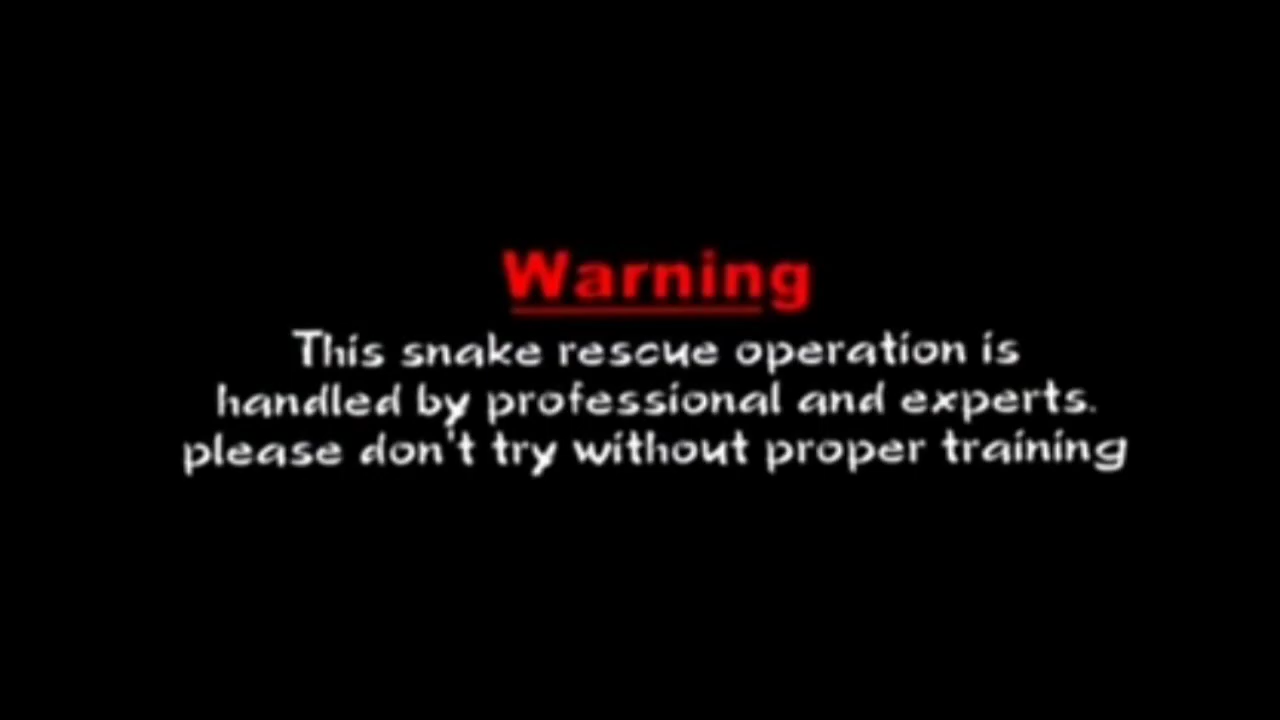 Warning
This snake rescue operation is
handled by professional and experts.
please don't try without proper training